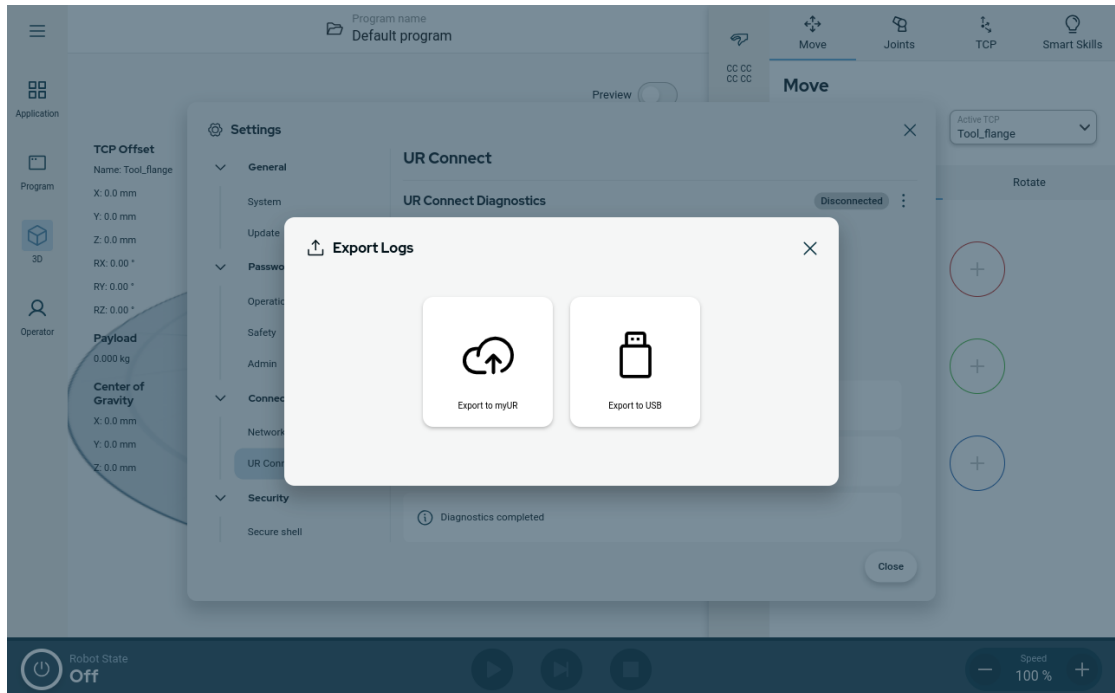 Program name
Default program
Move
Joints
TCP
Smart Skills
CC CC
CC CC
Move
Application
Preview
Active TCP
Tool_flange
Settings
TCP Offset
Name: Tool_flange
General
UR Connect
Program
Rotate
X: 0.0 mm
System
UR Connect Diagnostics
Disconnected
Y: 0.0 mm
Update
Z: 0.0 mm
Export Logs
3D
RX: 0.00 °
Passwo
RY: 0.00 °
Operatio
RZ: 0.00 °
Operator
Safety
Payload
0.000 kg
Admin
Center of
Gravity
Connec
Export to myUR
Export to USB
X: 0.0 mm
Network
Y: 0.0 mm
Z: 0.0 mm
UR Conn
Security
Diagnostics completed
Secure shell
Close
Robot State
Off
Speed
100 %